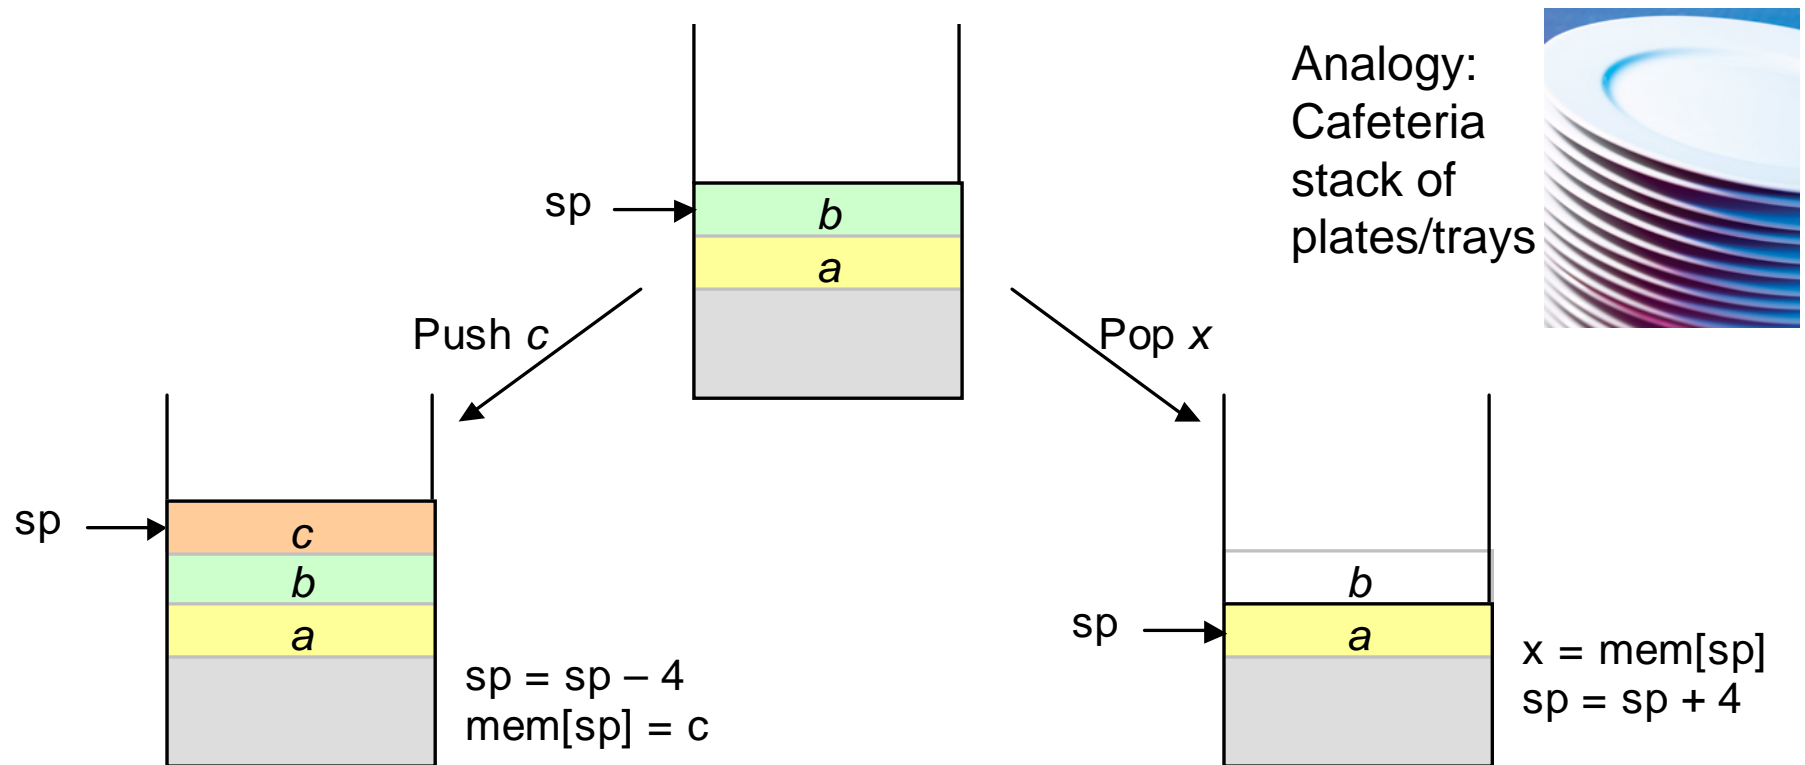 Analogy:
Cafeteria
stack of
plates/trays
sp
b
a
Push c
Pop x
sp
c
b
a
sp = sp – 4
mem[sp] = c
b
sp
a
x = mem[sp]
sp = sp + 4